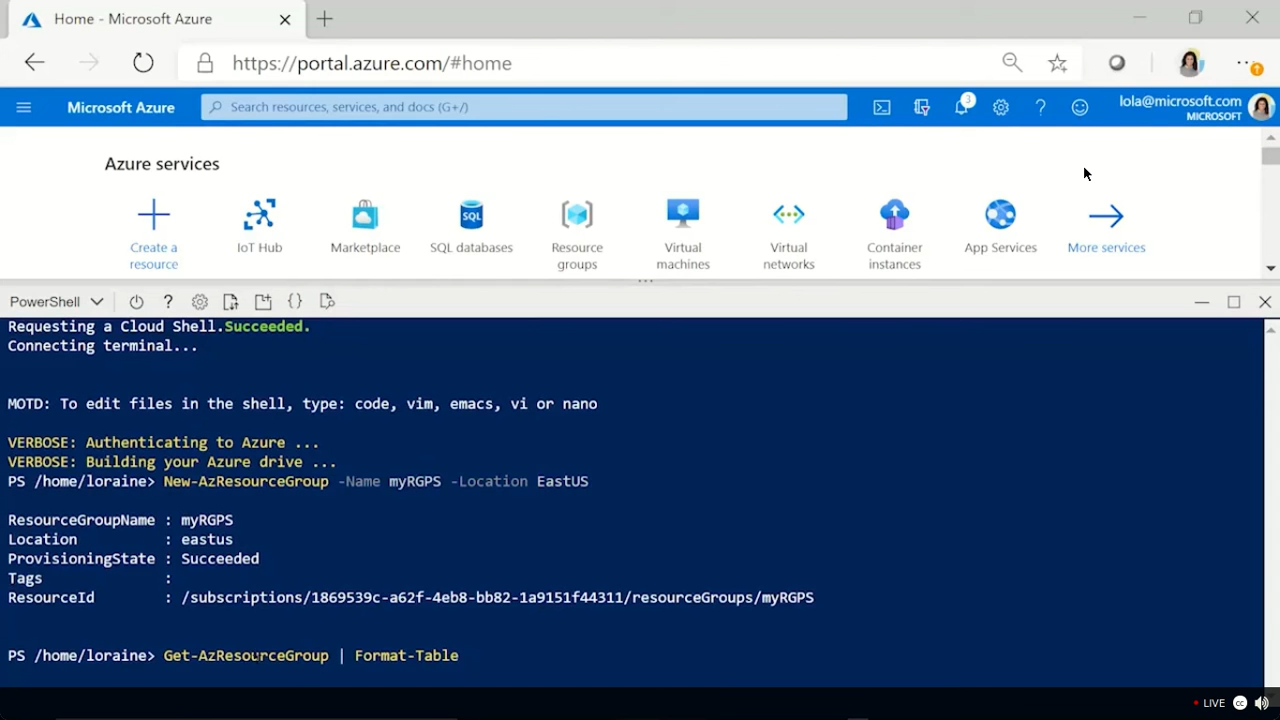 Home - Microsoft Azure
https://portal.azure.com/#home
Microsoft Azure
Search resources, services, and docs (G+/)
3
lola@microsoft.com
MICROSOFT
Azure services
Create a resource
IoT Hub
Marketplace
SQL
SQL databases
Resource groups
Virtual machines
Virtual networks
Container instances
App Services
More services
PowerShell
Requesting a Cloud Shell.Succeeded.
Connecting terminal...
MOTD: To edit files in the shell, type: code, vim, emacs, vi or nano
VERBOSE: Authenticating to Azure ...
VERBOSE: Building your Azure drive ...
PS /home/loraine> New-AzResourceGroup -Name myRGPS -Location EastUS
ResourceGroupName : myRGPS
Location : eastus
ProvisioningState : Succeeded
Tags :
ResourceId : /subscriptions/1869539c-a62f-4eb8-bb82-1a9151f44311/resourceGroups/myRGPS
PS /home/loraine> Get-AzResourceGroup | Format-Table
LIVE
CC